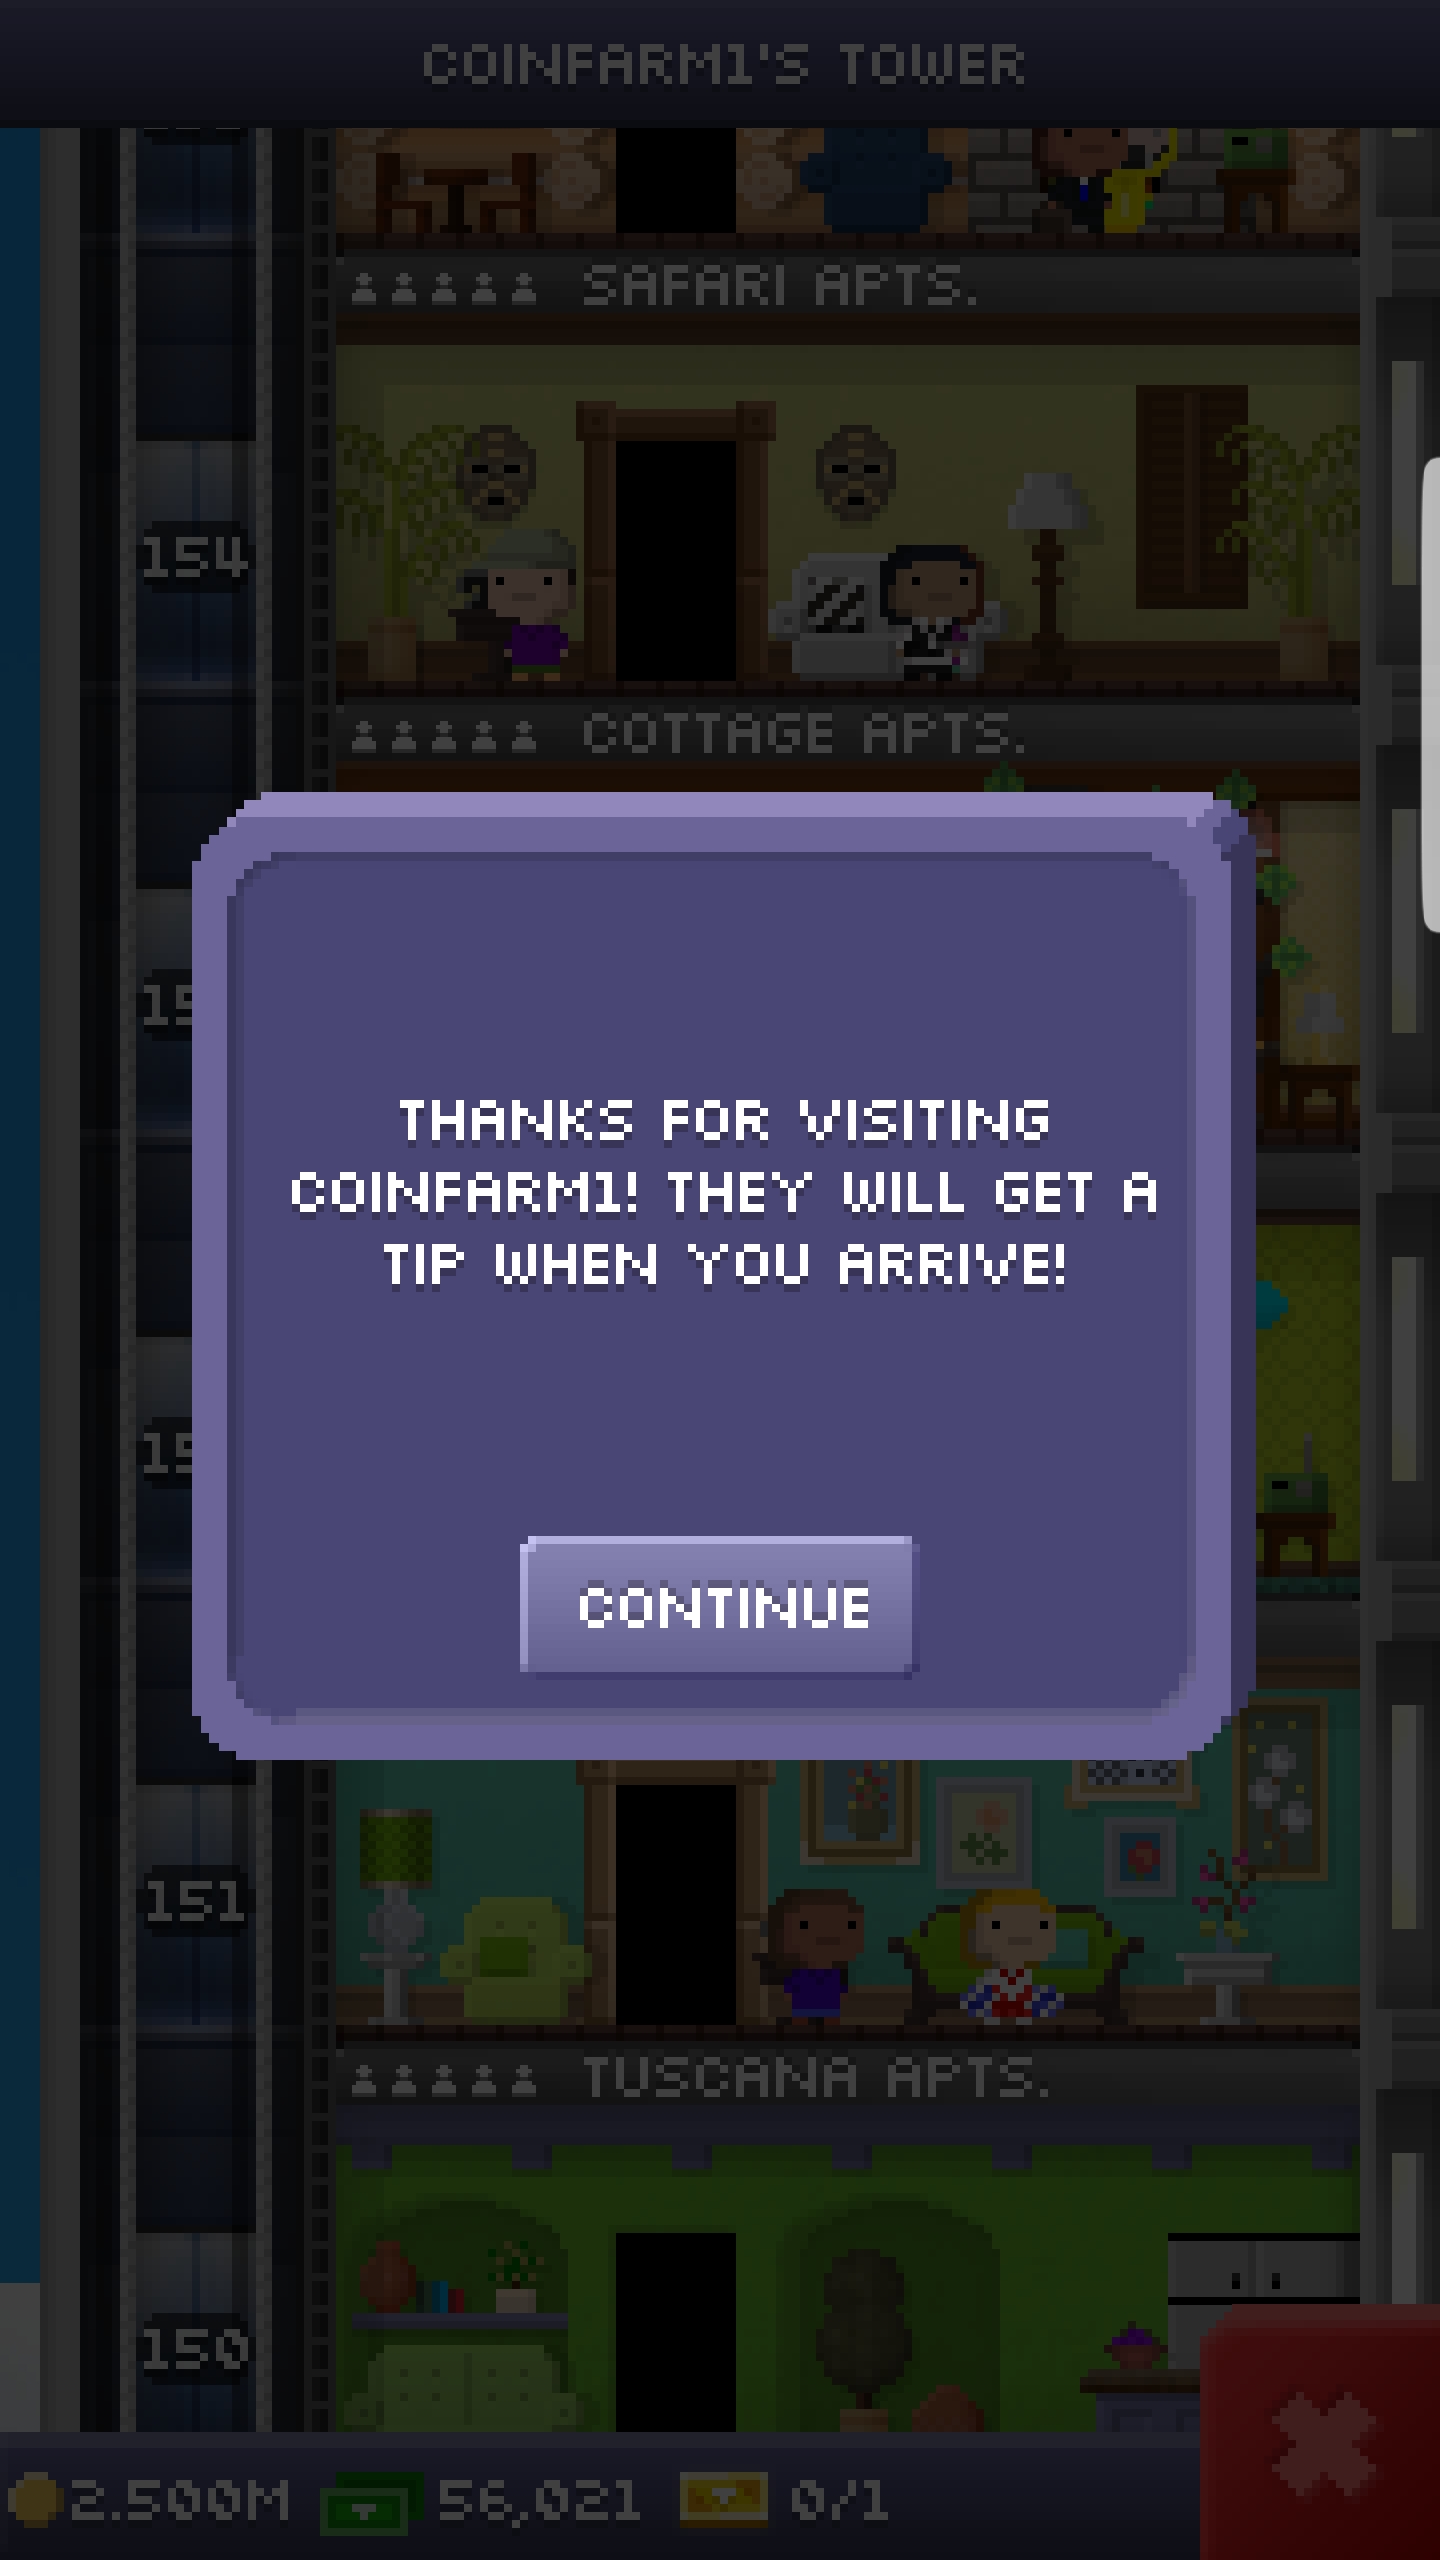 COINFARM1'S TOWER
SAFARI APTS.
154
COTTAGE APTS.
THANKS FOR VISITING
COINFARM1! THEY WILL GET A
TIP WHEN YOU ARRIVE!
CONTINUE
151
TUSCANA APTS.
150
2.500M 56,021 0/1